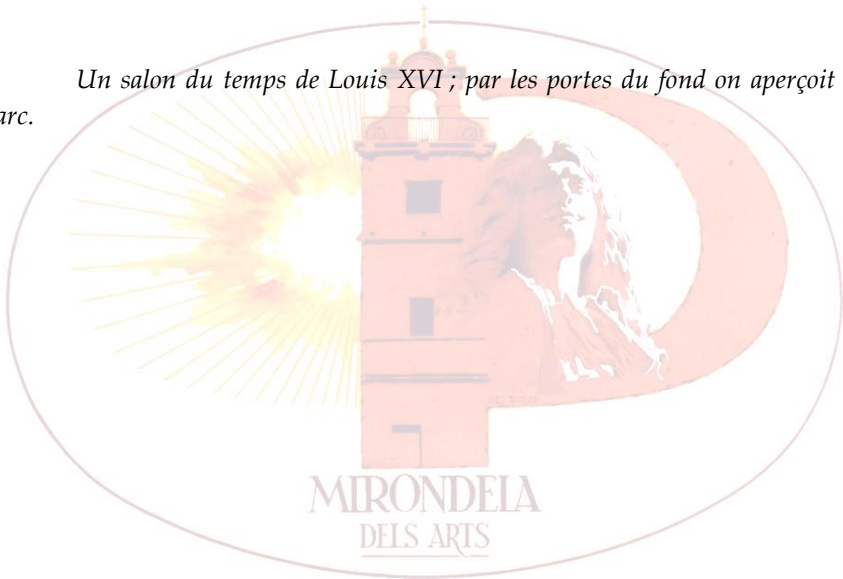 Un salon du temps de Louis XVI ; par les portes du fond on aperçoit
arc.
MIRONDELA
DELS ARTS